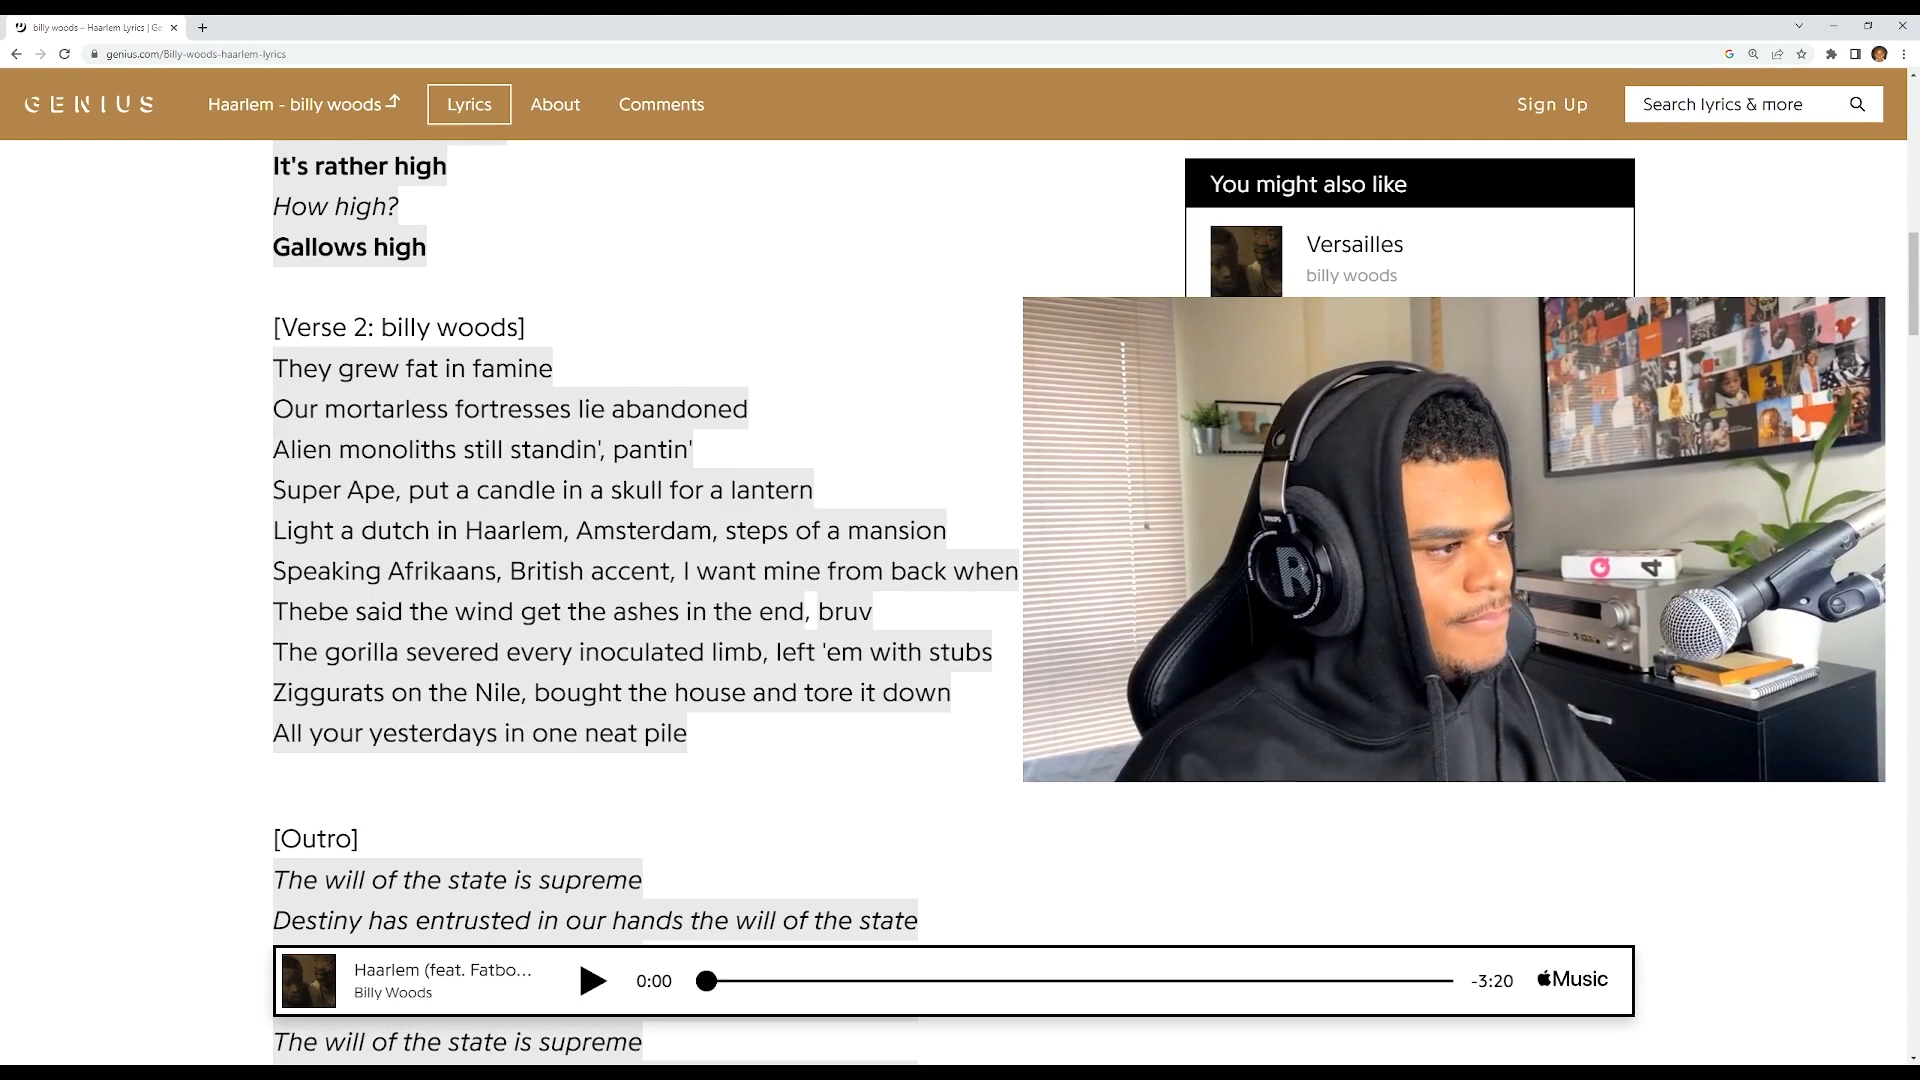 billy woods – Haarlem Lyrics | Ge
genius.com/Billy-woods-haarlem-lyrics
GENIUS
Haarlem - billy woods
Lyrics
About
Comments
Sign Up
Search lyrics & more
It's rather high
How high?
Gallows high
[Verse 2: billy woods]
They grew fat in famine
Our mortarless fortresses lie abandoned
Alien monoliths still standin', pantin'
Super Ape, put a candle in a skull for a lantern
Light a dutch in Haarlem, Amsterdam, steps of a mansion
Speaking Afrikaans, British accent, I want mine from back when
Thebe said the wind get the ashes in the end, bruv
The gorilla severed every inoculated limb, left 'em with stubs
Ziggurats on the Nile, bought the house and tore it down
All your yesterdays in one neat pile
[Outro]
The will of the state is supreme
Destiny has entrusted in our hands the will of the state
The will of the state is supreme
You might also like
Versailles
billy woods
PHILIPS
R
4
Haarlem (feat. Fatbo...
Billy Woods
0:00
-3:20
Music